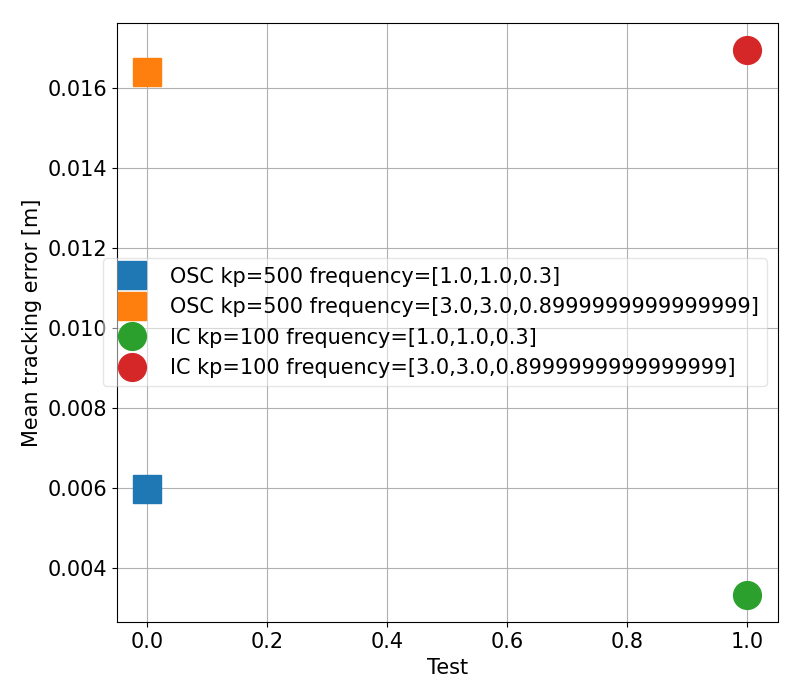 0.016
0.014
0.012
0.010
0.008
0.006
0.004
Mean tracking error [m]
OSC kp=500 frequency=[1.0,1.0,0.3]
OSC kp=500 frequency=[3.0,3.0,0.8999999999999999]
IC kp=100 frequency=[1.0,1.0,0.3]
IC kp=100 frequency=[3.0,3.0,0.8999999999999999]
0.0 0.2 0.4 0.6 0.8 1.0
Test